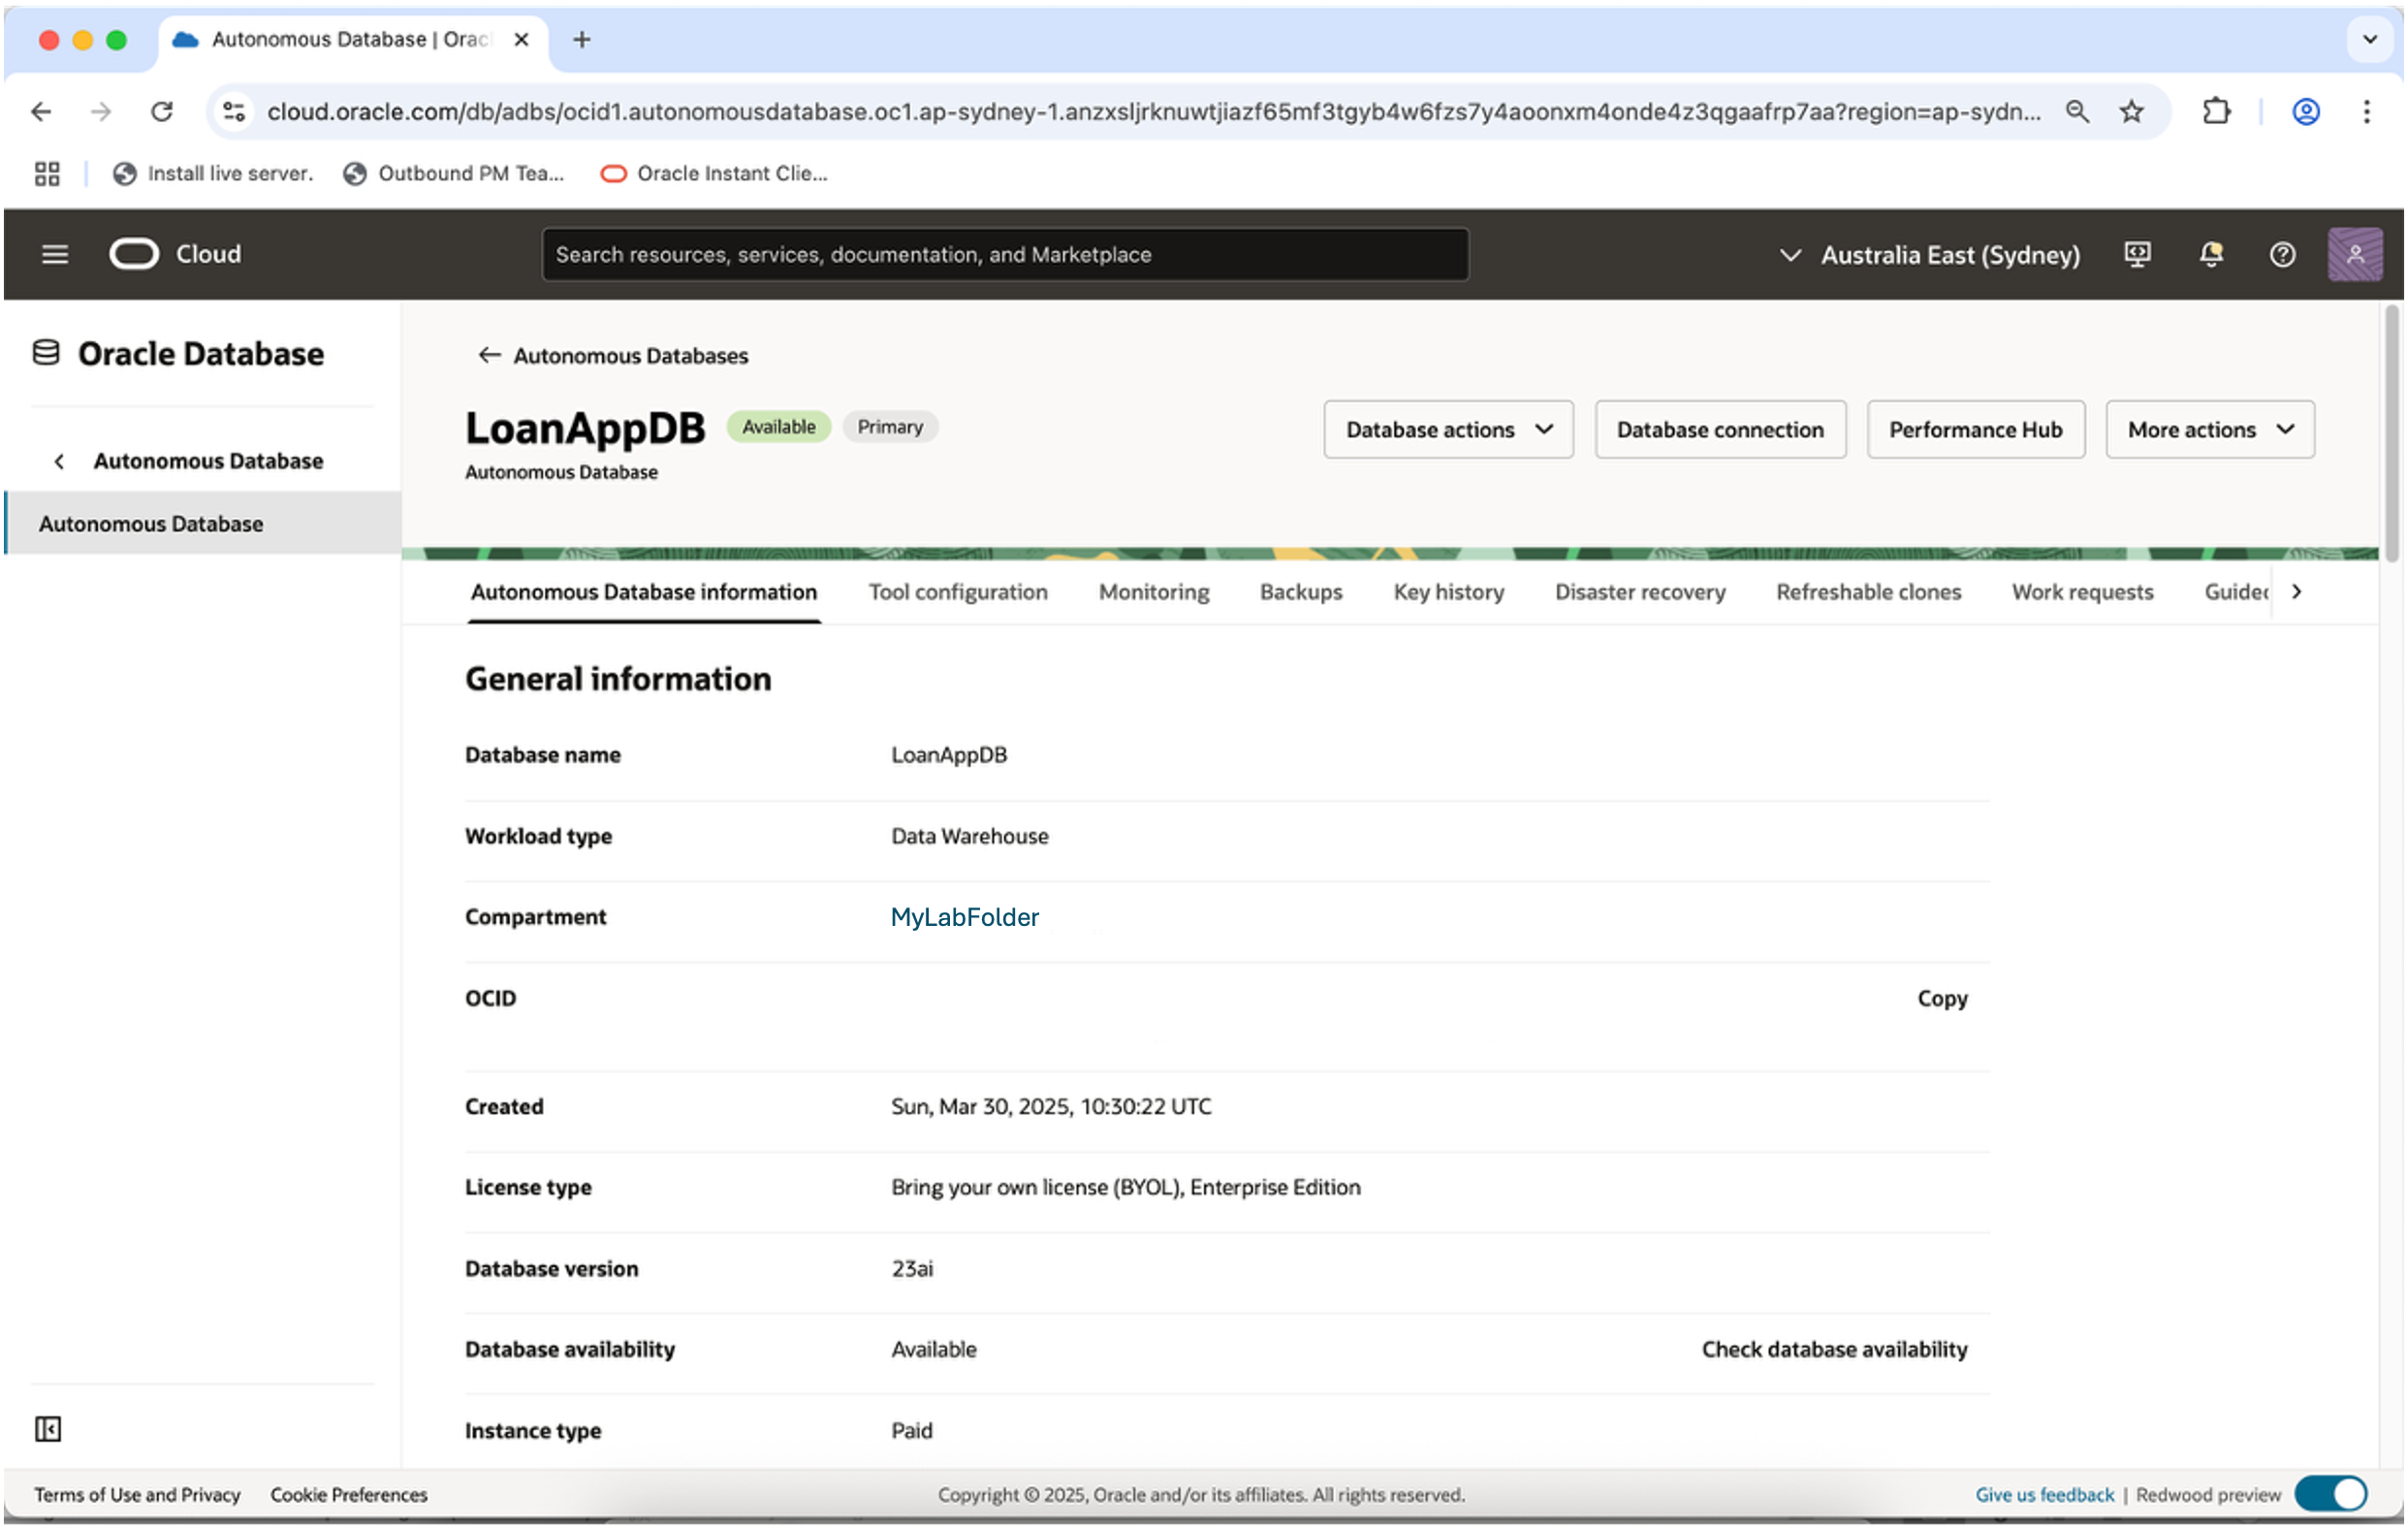 Autonomous Database | Orac
cloud.oracle.com/db/adbs/ocid1.autonomousdatabase.oc1.ap-sydney-1.anzxsljrknuwtjiazf65mf3tgyb4w6fzs7y4aoonxm4onde4z3qgaafrp7aa?region=ap-sydn...
Install live server.
Outbound PM Tea...
Oracle Instant Clie...
Cloud
Search resources, services, documentation, and Marketplace
Australia East (Sydney)
Oracle Database
Autonomous Database
Autonomous Database
Autonomous Databases
LoanAppDB
Available
Primary
Autonomous Database
Database actions
Database connection
Performance Hub
More actions
Autonomous Database information
Tool configuration
Monitoring
Backups
Key history
Disaster recovery
Refreshable clones
Work requests
Guided
General information
Database name
LoanAppDB
Workload type
Data Warehouse
Compartment
MyLabFolder
OCID
Copy
Created
Sun, Mar 30, 2025, 10:30:22 UTC
License type
Bring your own license (BYOL), Enterprise Edition
Database version
23ai
Database availability
Available
Check database availability
Instance type
Paid
Terms of Use and Privacy
Cookie Preferences
Copyright © 2025, Oracle and/or its affiliates. All rights reserved.
Give us feedback | Redwood preview